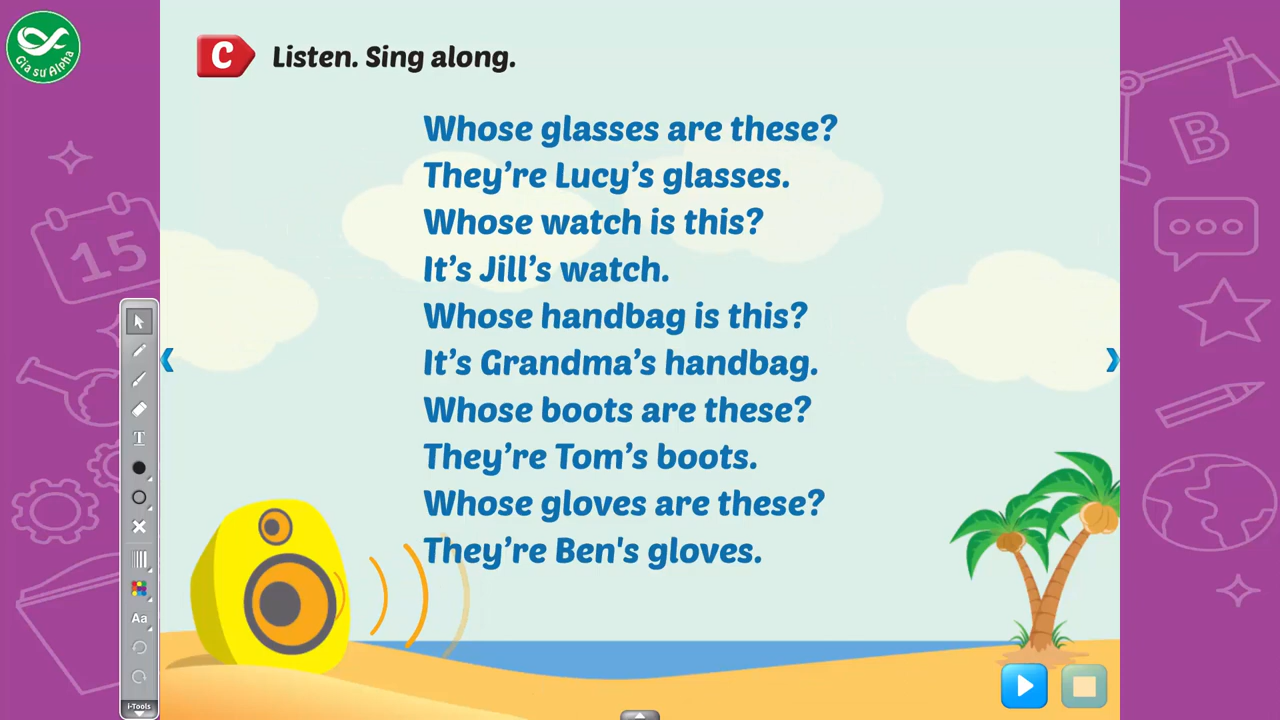 Gia sư Alpha
C Listen. Sing along.
Whose glasses are these?
They’re Lucy’s glasses.
Whose watch is this?
It’s Jill’s watch.
Whose handbag is this?
It’s Grandma’s handbag.
Whose boots are these?
They’re Tom’s boots.
Whose gloves are these?
They’re Ben's gloves.
15
B
T
Aa
i-Tools